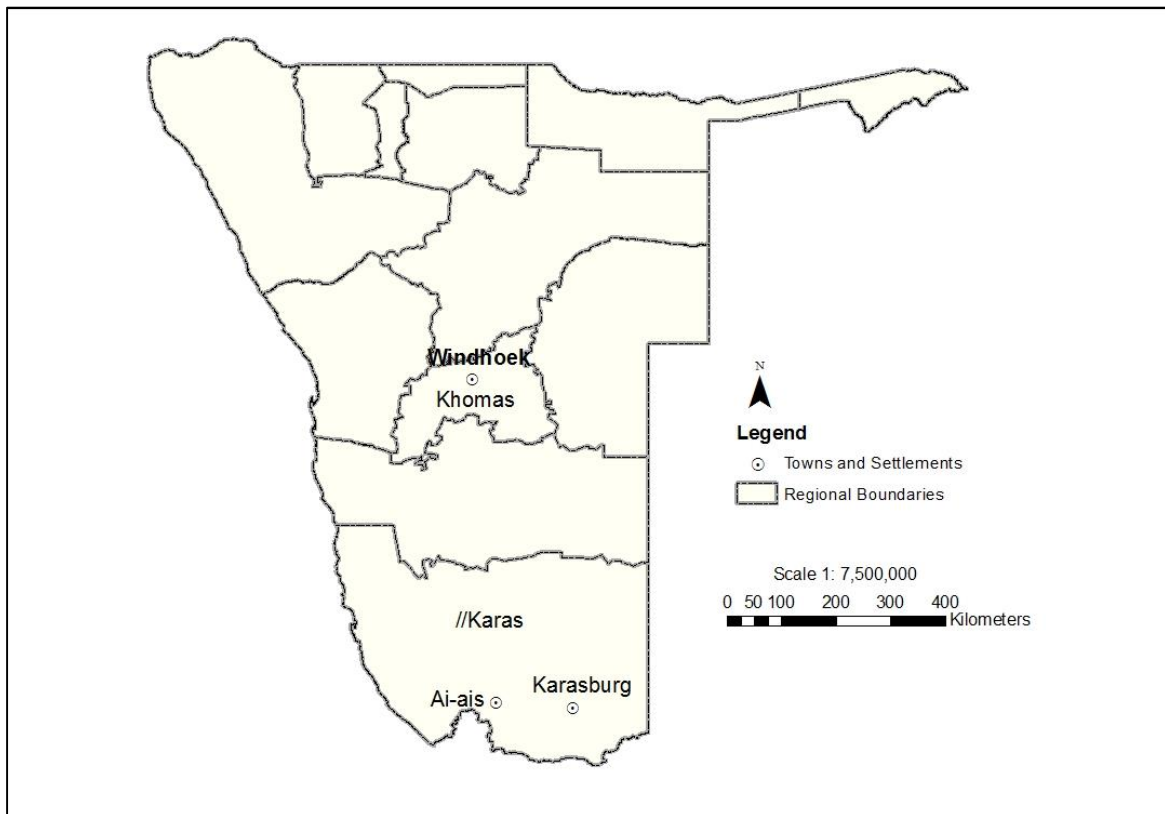 Windhoek
Khomas
N
Legend
Towns and Settlements
Regional Boundaries
Scale 1: 7,500,000
0 50 100 200 300 400
Kilometers
//Karas
Karasburg
Ai-ais